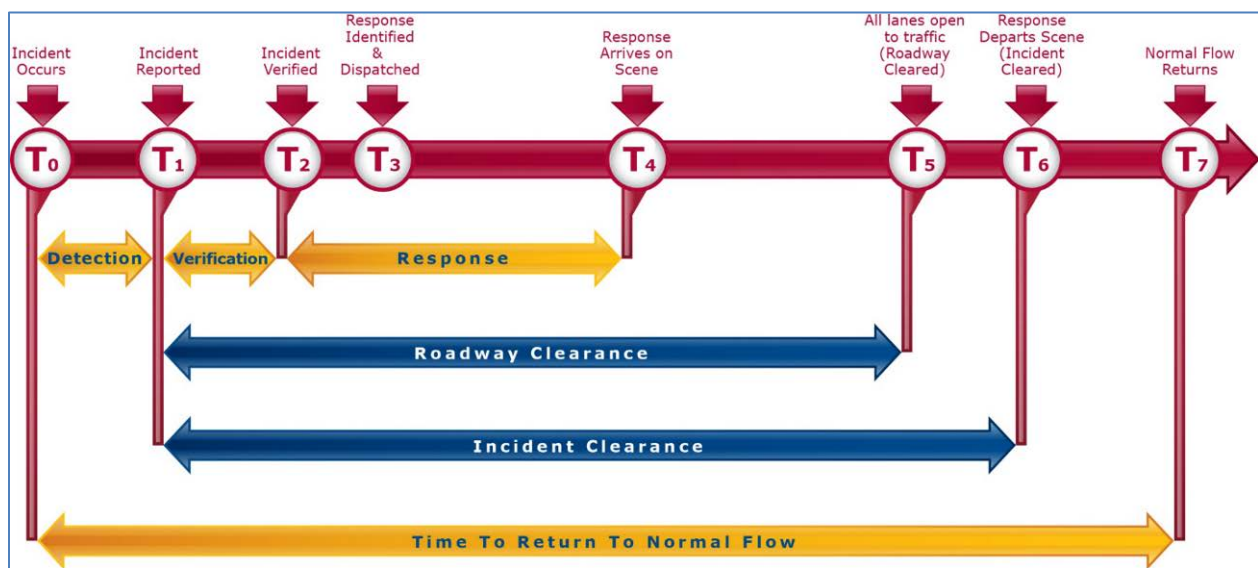 Incident
Occurs
Incident
Reported
Incident
Verified
Response
Identified
&
Dispatched
Response
Arrives on
Scene
All lanes open
to traffic
(Roadway
Cleared)
Response
Departs Scene
(Incident
Cleared)
Normal Flow
Returns
T0
T1
T2
T3
T4
T5
T6
T7
Detection
Verification
Response
Roadway Clearance
Incident Clearance
Time To Return To Normal Flow